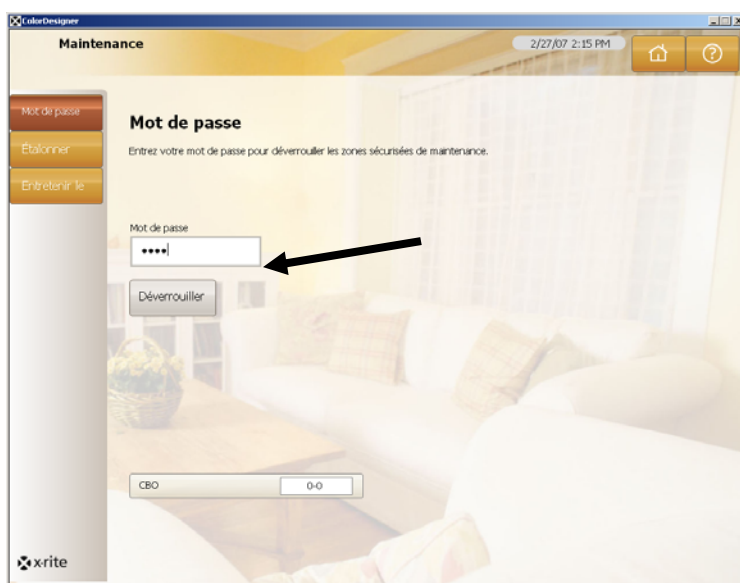 ColorDesigner
Maintenance
2/27/07 2:15 PM
Mot de passe
Étalonner
Entretenir le
Mot de passe
Entrez votre mot de passe pour déverrouiller les zones sécurisées de maintenance.
Mot de passe
••••
Déverrouiller
CBO 0-0
x·rite